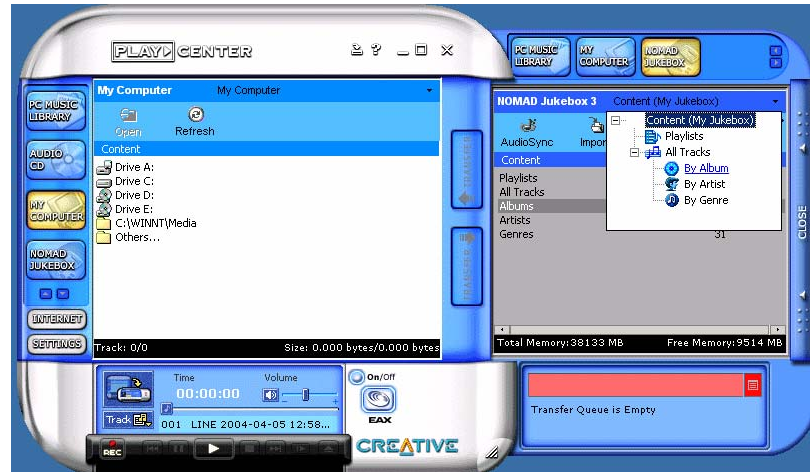 PLAY CENTER
?
My Computer My Computer
Open Refresh
Content
Drive A:
Drive C:
Drive D:
Drive E:
C:\WINNT\Media
Others...
Track: 0/0 Size: 0.000 bytes/0.000 bytes
PC MUSIC LIBRARY
AUDIO CD
MY COMPUTER
NOMAD JUKEBOX
INTERNET
SETTINGS
TRANSFER
TRANSFER
PC MUSIC LIBRARY
MY COMPUTER
NOMAD JUKEBOX
NOMAD Jukebox 3 Content (My Jukebox)
AudioSync Impor
Content (My Jukebox)
Playlists
All Tracks
By Album
By Artist
By Genre
Content
Playlists
All Tracks
Albums
Artists
Genres 31
Total Memory:38133 MB Free Memory:9514 MB
CLOSE
Time Volume
00:00:00
Track
001 LINE 2004-04-05 12:58...
On/Off
EAX
REC
CREATIVE
Transfer Queue is Empty